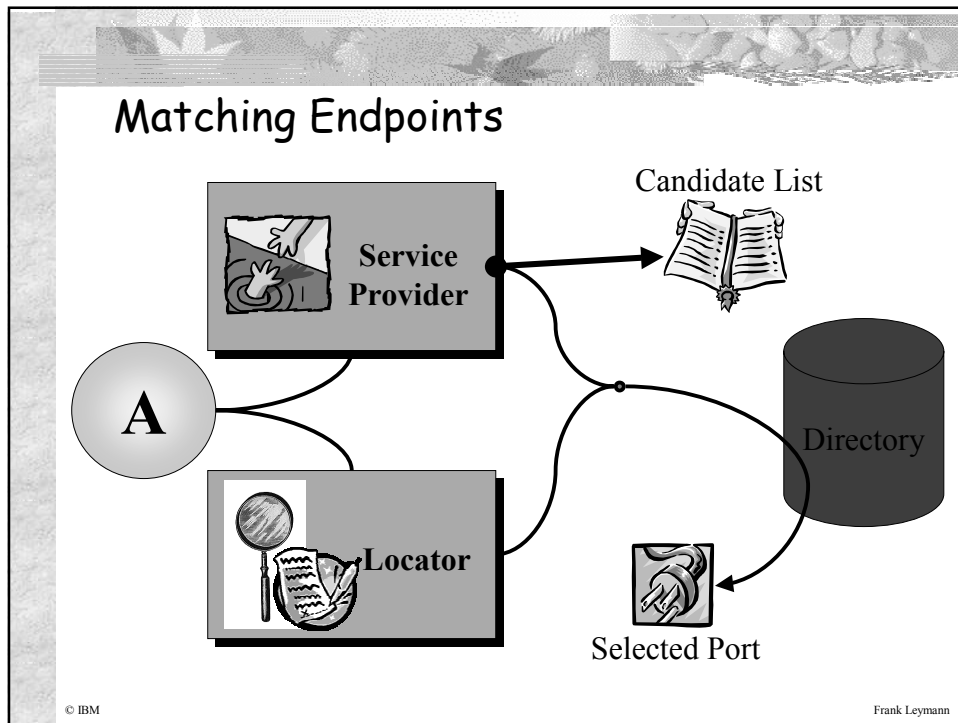 Matching Endpoints
Candidate List
Service
Provider
A
Directory
Locator
Selected Port
© IBM
Frank Leymann